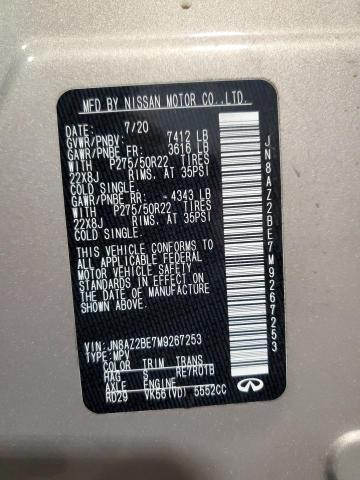 MFD BY NISSAN MOTOR CO.,LTD.
DATE: 7/20
GVWR/PNBV: 7412 LB
GAWR/PNBE FR: 3616 LB
WITH P275/50R22 TIRES
22X8J RIMS, AT 35PSI
COLD SINGLE
GAWR/PNBE RR: 4343 LB
WITH P275/50R22 TIRES
22X8J RIMS, AT 35PSI
COLD SINGLE
THIS VEHICLE CONFORMS TO
ALL APPLICABLE FEDERAL
MOTOR VEHICLE SAFETY
STANDARDS IN EFFECT ON
THE DATE OF MANUFACTURE
SHOWN ABOVE.
VIN: JN8AZ2BE7M9267253
TYPE:MPV
COLOR TRIM TRANS
HAG S RE7R01B
AXLE ENGINE
RD29 VK56(VD) 5552CC
JN8AZ2BE7M9267253